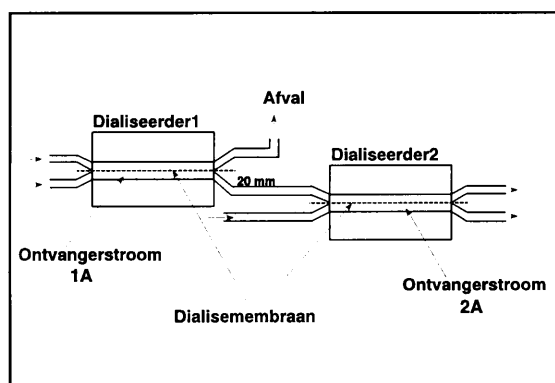 Afval
Dialiseerder1
Dialiseerder2
20 mm
Ontvangerstroom
1A
Ontvangerstroom
2A
Dialisemembraan